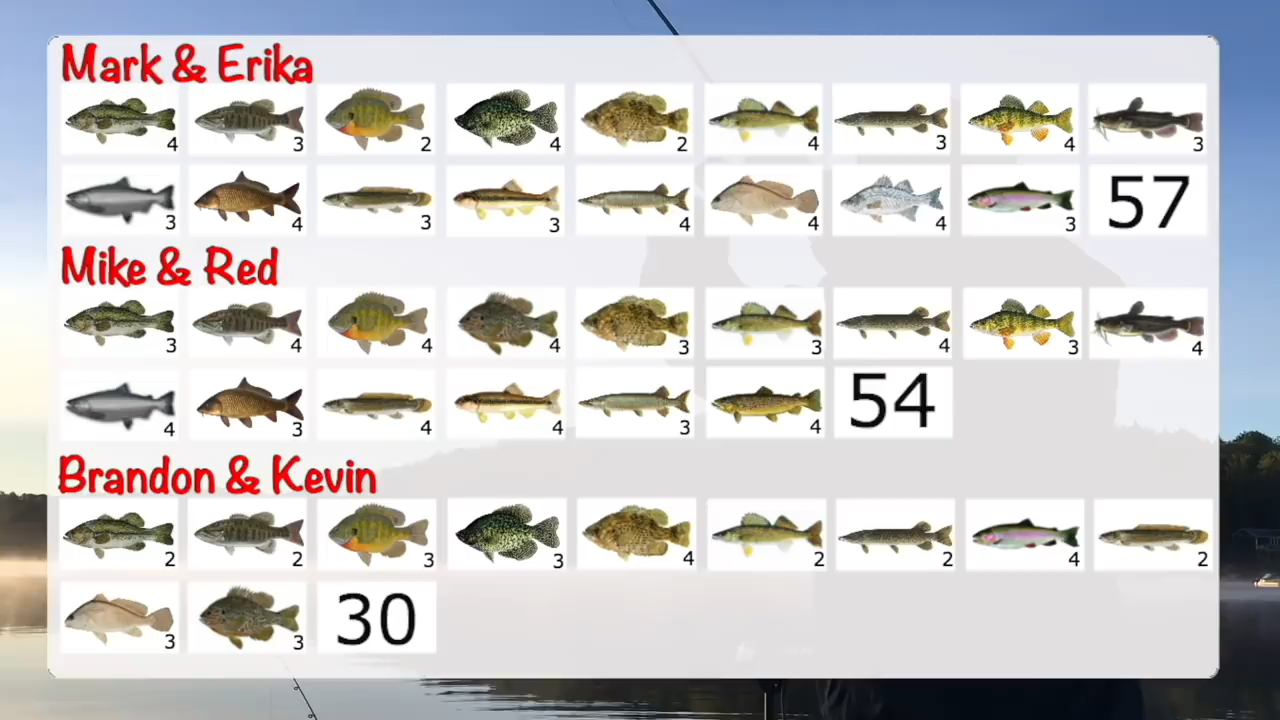 Mark & Erika
4 3 2 4 2 4 3 4 3
3 4 3 3 4 4 4 3 57
Mike & Red
3 4 4 4 3 3 4 3 4
4 3 4 4 3 4 54
Brandon & Kevin
2 2 3 3 4 2 2 4 2
3 3 30